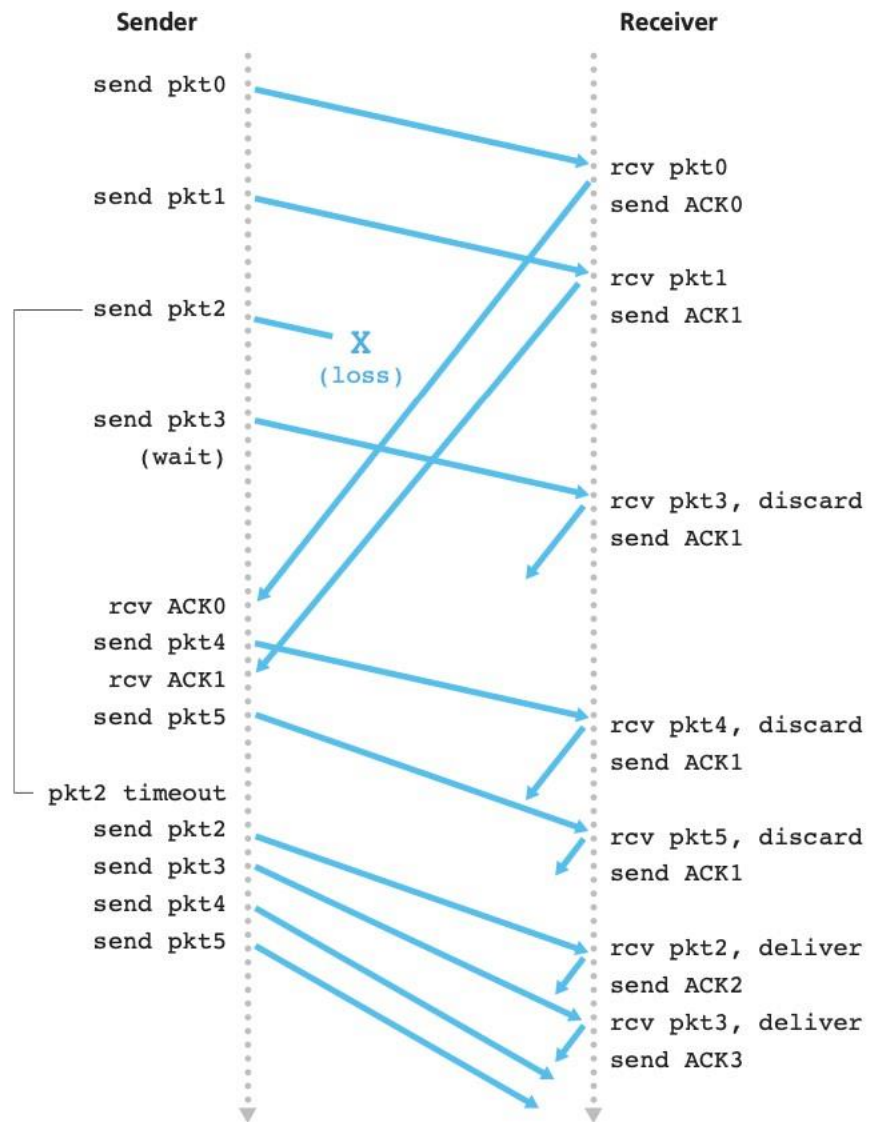 Sender
Receiver
send pkt0
rcv pkt0
send ACK0
send pkt1
rcv pkt1
send ACK1
send pkt2
X
(loss)
send pkt3
(wait)
rcv pkt3, discard
send ACK1
rcv ACK0
send pkt4
rcv ACK1
send pkt5
rcv pkt4, discard
send ACK1
pkt2 timeout
send pkt2
send pkt3
send pkt4
send pkt5
rcv pkt5, discard
send ACK1
rcv pkt2, deliver
send ACK2
rcv pkt3, deliver
send ACK3